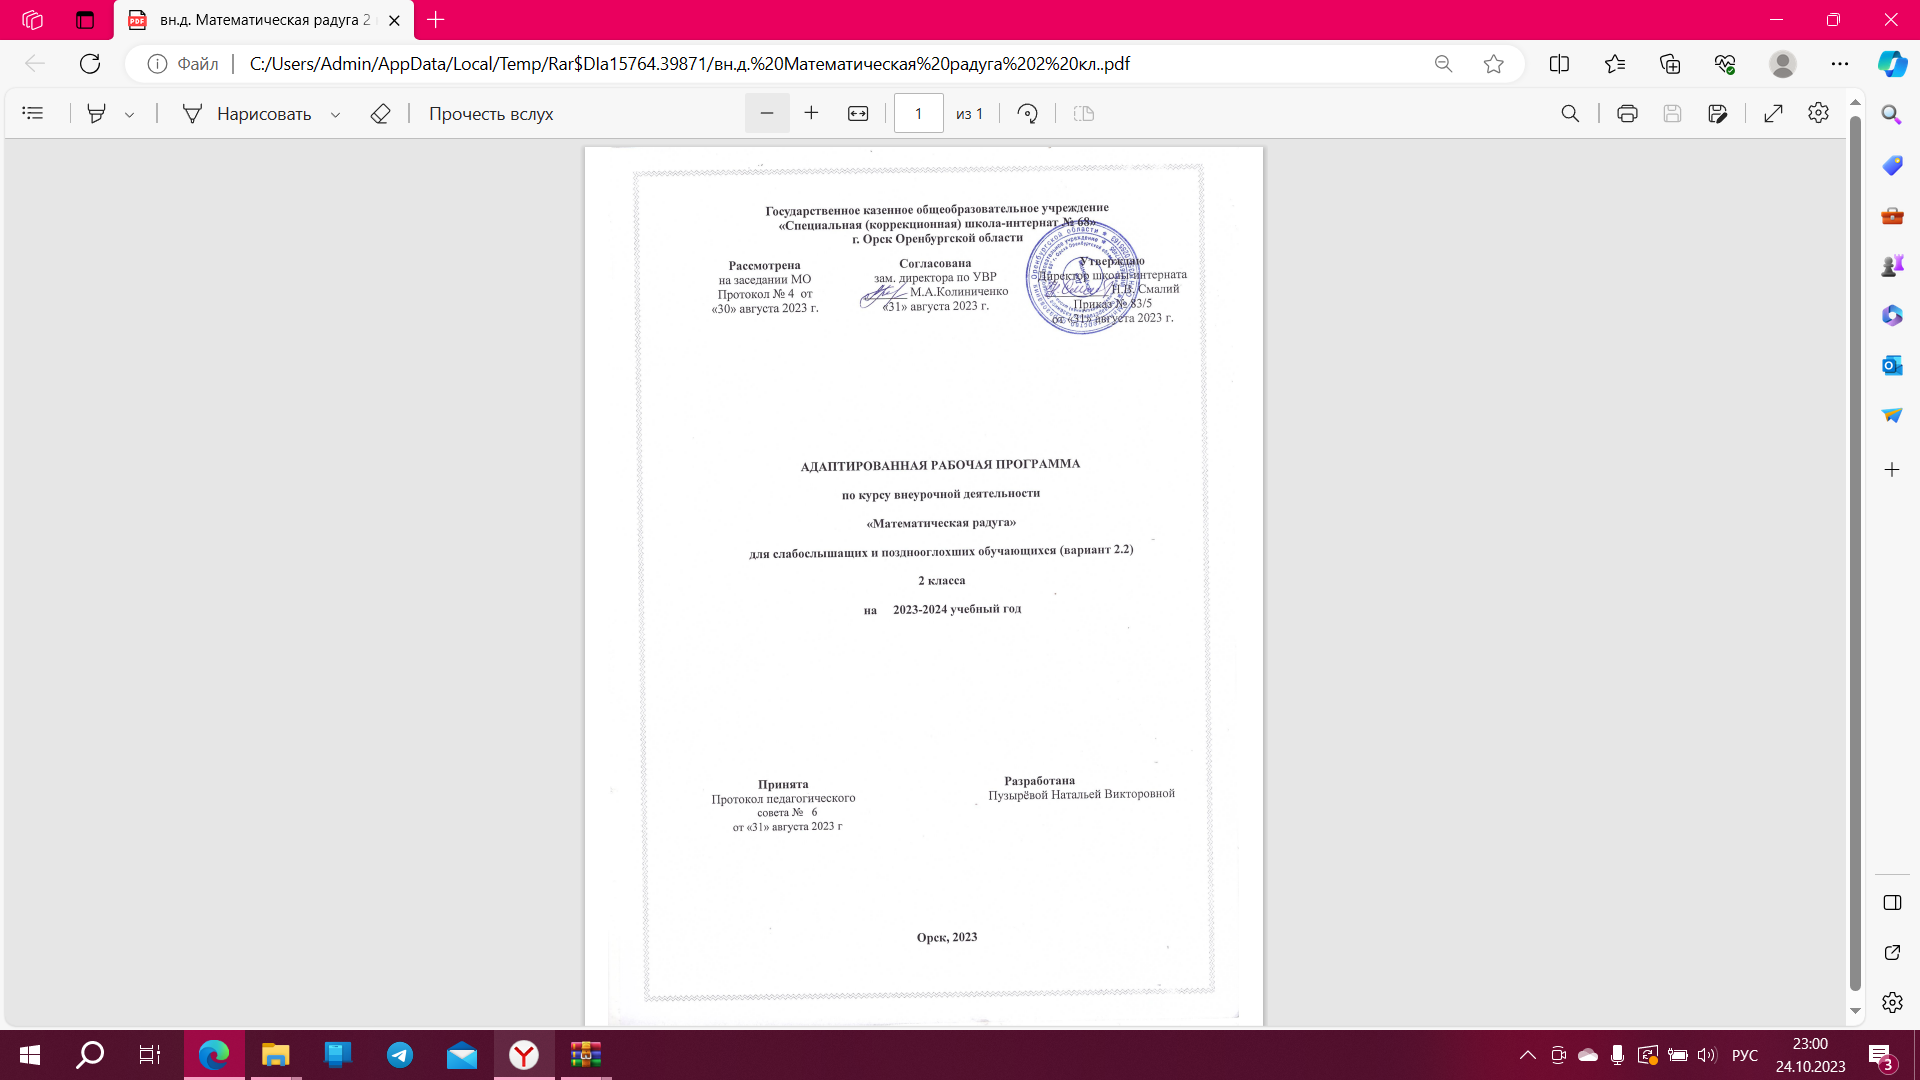 вн.д. Математическая радуга 2
Файл
C:/Users/Admin/AppData/Local/Temp/Rar$DIa15764.39871/вн.д.%20Математическая%20радуга%202%20кл..pdf
Нарисовать
Прочесть вслух
1
из 1
Государственное казенное общеобразовательное учреждение
«Специальная (коррекционная) школа-интернат № 68»
г. Орск Оренбургской области
Рассмотрена
на заседании МО
Протокол № 4 от
«30» августа 2023 г.
Согласована
зам. директора по УВР
М.А.Колиниченко
«31» августа 2023 г.
Утверждаю
Директор школы-интерната
Н.В. Смалий
Приказ № 83/5
от «31» августа 2023 г.
АДАПТИРОВАННАЯ РАБОЧАЯ ПРОГРАММА
по курсу внеурочной деятельности
«Математическая радуга»
для слабослышащих и позднооглохших обучающихся (вариант 2.2)
2 класса
на 2023-2024 учебный год
Принята
Протокол педагогического
совета № 6
от «31» августа 2023 г
Разработана
Пузырёвой Натальей Викторовной
Орск, 2023
РУС
23:00
24.10.2023
3